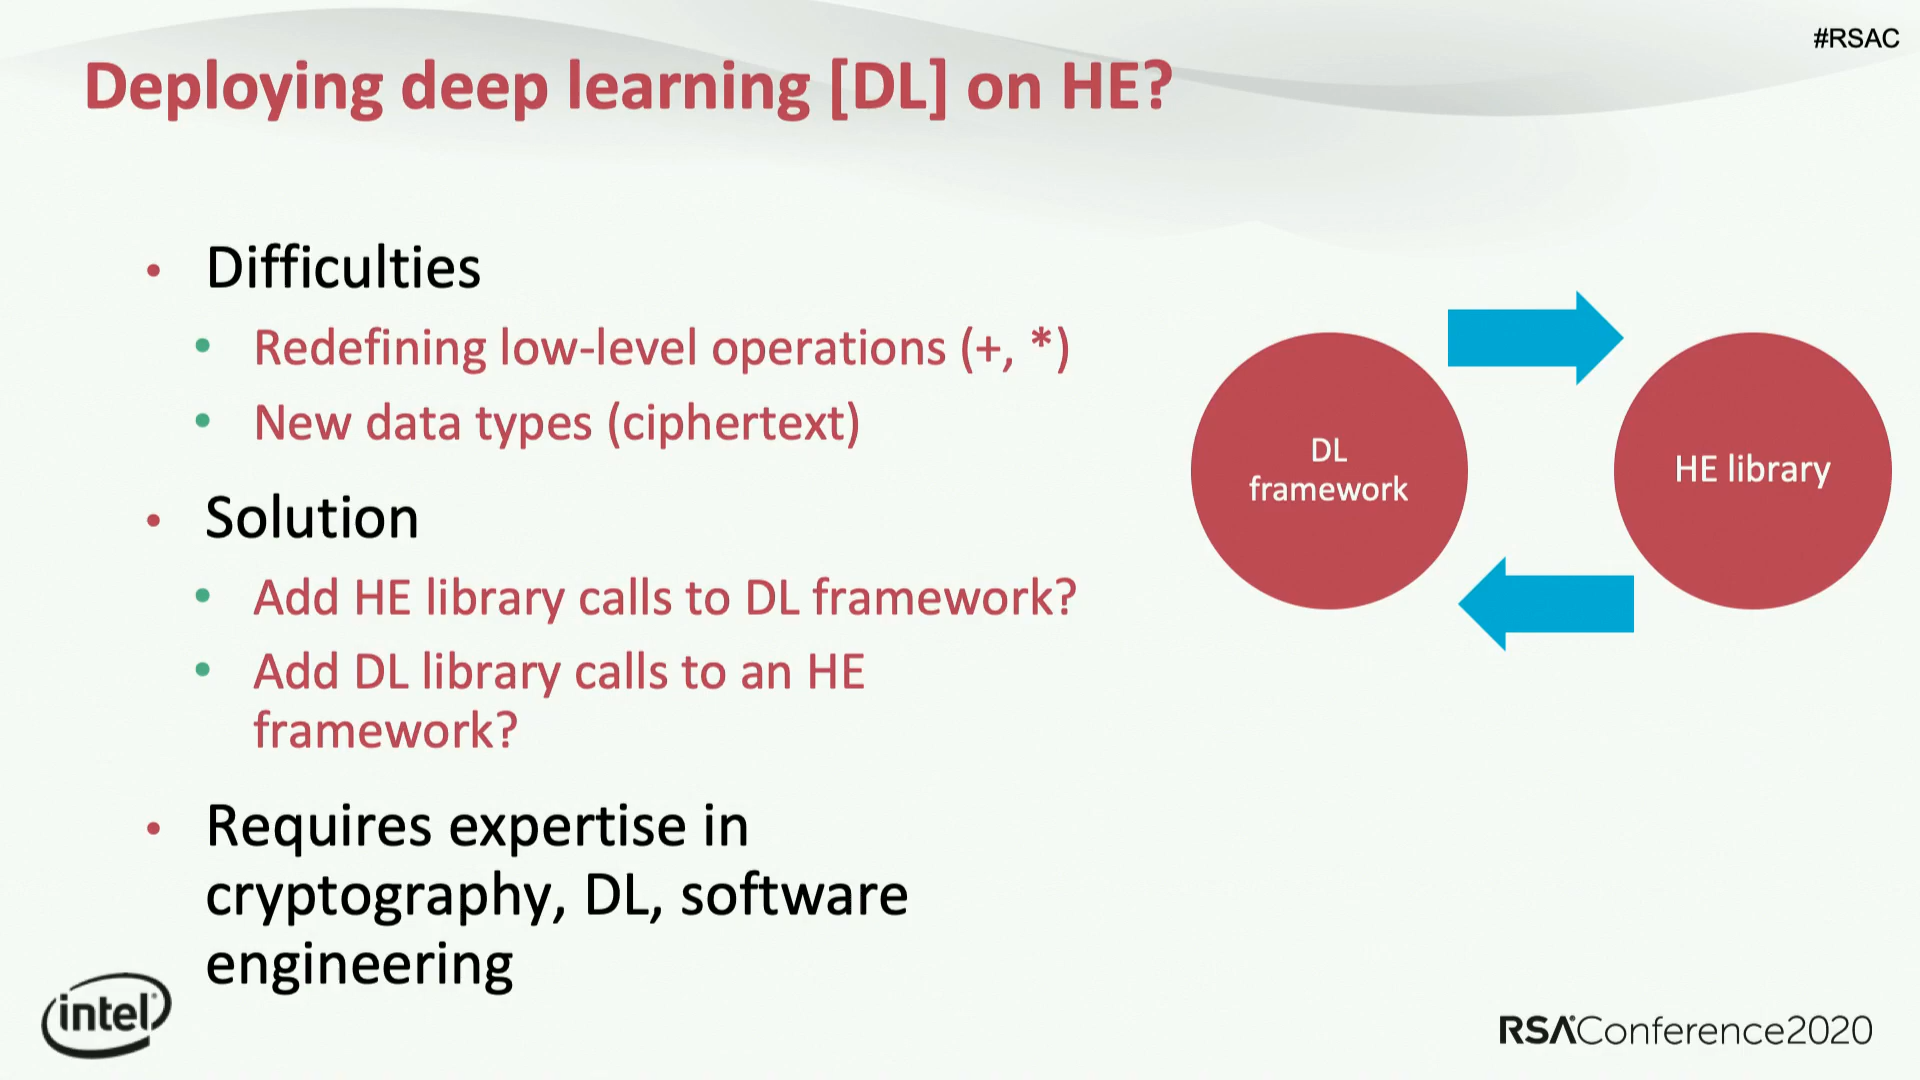 #RSAC
Deploying deep learning [DL] on HE?
• Difficulties
• Redefining low-level operations (+, *)
• New data types (ciphertext)
• Solution
• Add HE library calls to DL framework?
• Add DL library calls to an HE
framework?
• Requires expertise in
cryptography, DL, software
engineering
DL
framework
HE library
intel
RSAConference2020